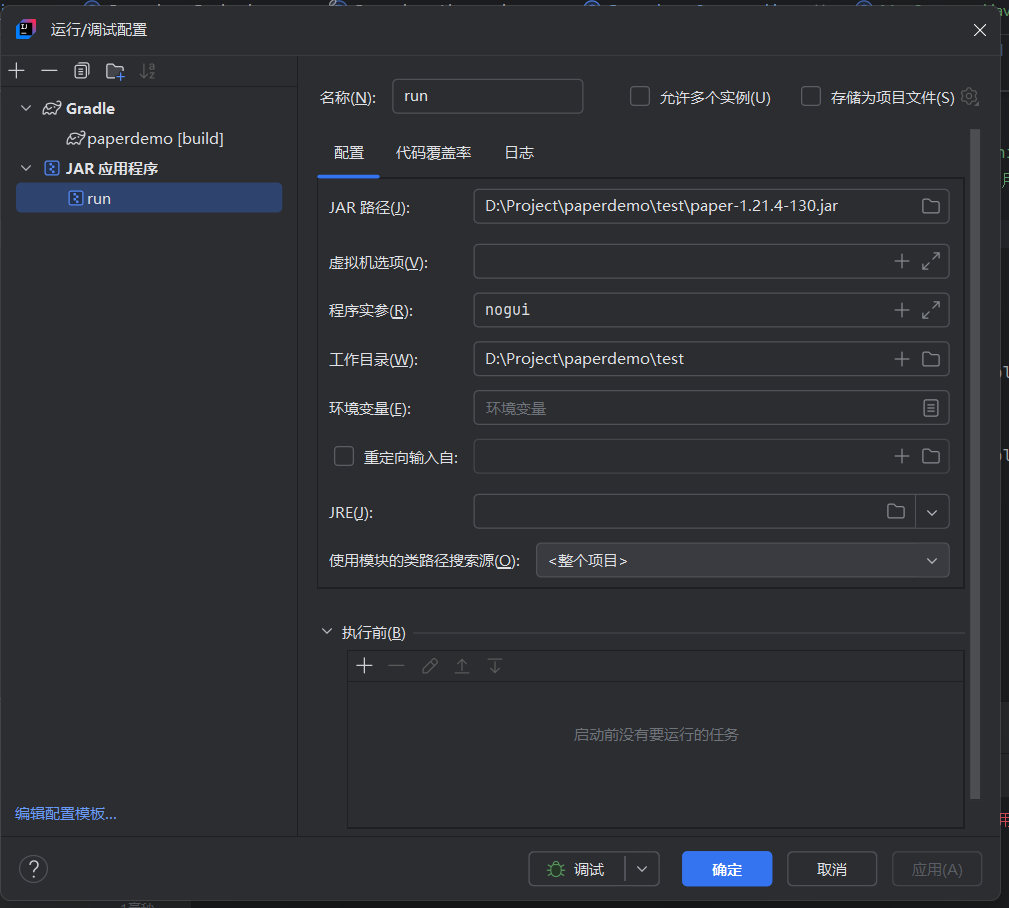 运行/调试配置
Gradle
paperdemo [build]
JAR 应用程序
run
编辑配置模板...
名称(N): run 允许多个实例(U) 存储为项目文件(S)
配置 代码覆盖率 日志
JAR 路径(J): D:\Project\paperdemo\test\paper-1.21.4-130.jar
虚拟机选项(V):
程序实参(R): nogui
工作目录(W): D:\Project\paperdemo\test
环境变量(E): 环境变量
重定向输入自:
JRE(J):
使用模块的类路径搜索源(O): <整个项目>
执行前(B)
启动前没有要运行的任务
? 调试 确定 取消 应用(A)